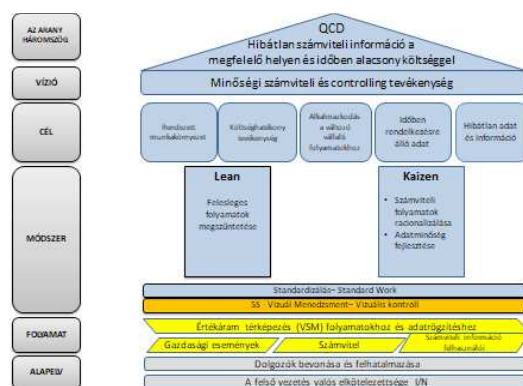 AZ ARANY
HÁROMSZÖG
QCD
Hibátlan számviteli információ a
megfelelő helyen és időben alacsony költséggel
VÍZIÓ
Minőségi számviteli és controlling tevékenység
CÉL
Rendezett
munkakörnyezet
Költséghatékony
tevékenység
Alkalmazkodás
a változó
vállalati
folyamatokhoz
Időben
rendelkezésre
álló adat
Hibátlan adat
és információ
MÓDSZER
Lean
Felesleges
folyamatok
megszüntetése
Kaizen
• Számviteli
folyamatok
racionalizálása
• Adatminőség
fejlesztése
Standardizálás– Standard Work
5S - Vizuál Menedzsment– Vizuális kontroll
FOLYAMAT
Értékáram térképezés (VSM) folyamatokhoz és adatrögzítéshez
Gazdasági események
Számvitel
Számviteli információ
felhasználói
ALAPELV
Dolgozók bevonása és felhatalmazása
A felső vezetés valós elkötelezettsége I/N